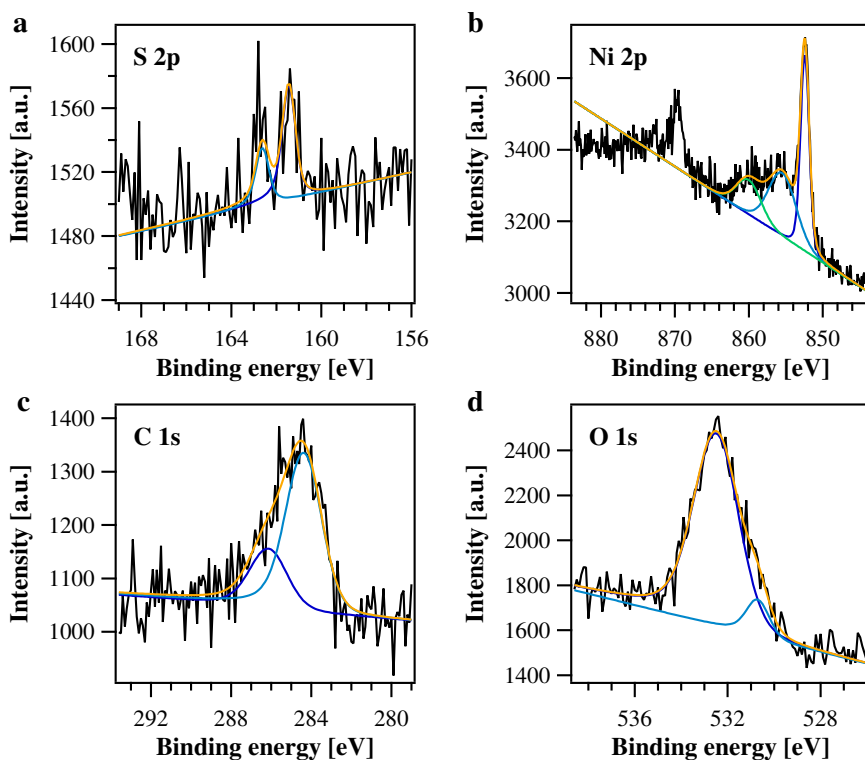 a
S 2p
1600
1560
1520
1480
1440
Intensity [a.u.]
168
164
160
156
Binding energy [eV]
b
Ni 2p
3600
3400
3200
3000
Intensity [a.u.]
880
870
860
850
Binding energy [eV]
c
C 1s
1400
1300
1200
1100
1000
Intensity [a.u.]
292
288
284
280
Binding energy [eV]
d
O 1s
2400
2200
2000
1800
1600
1400
Intensity [a.u.]
536
532
528
Binding energy [eV]